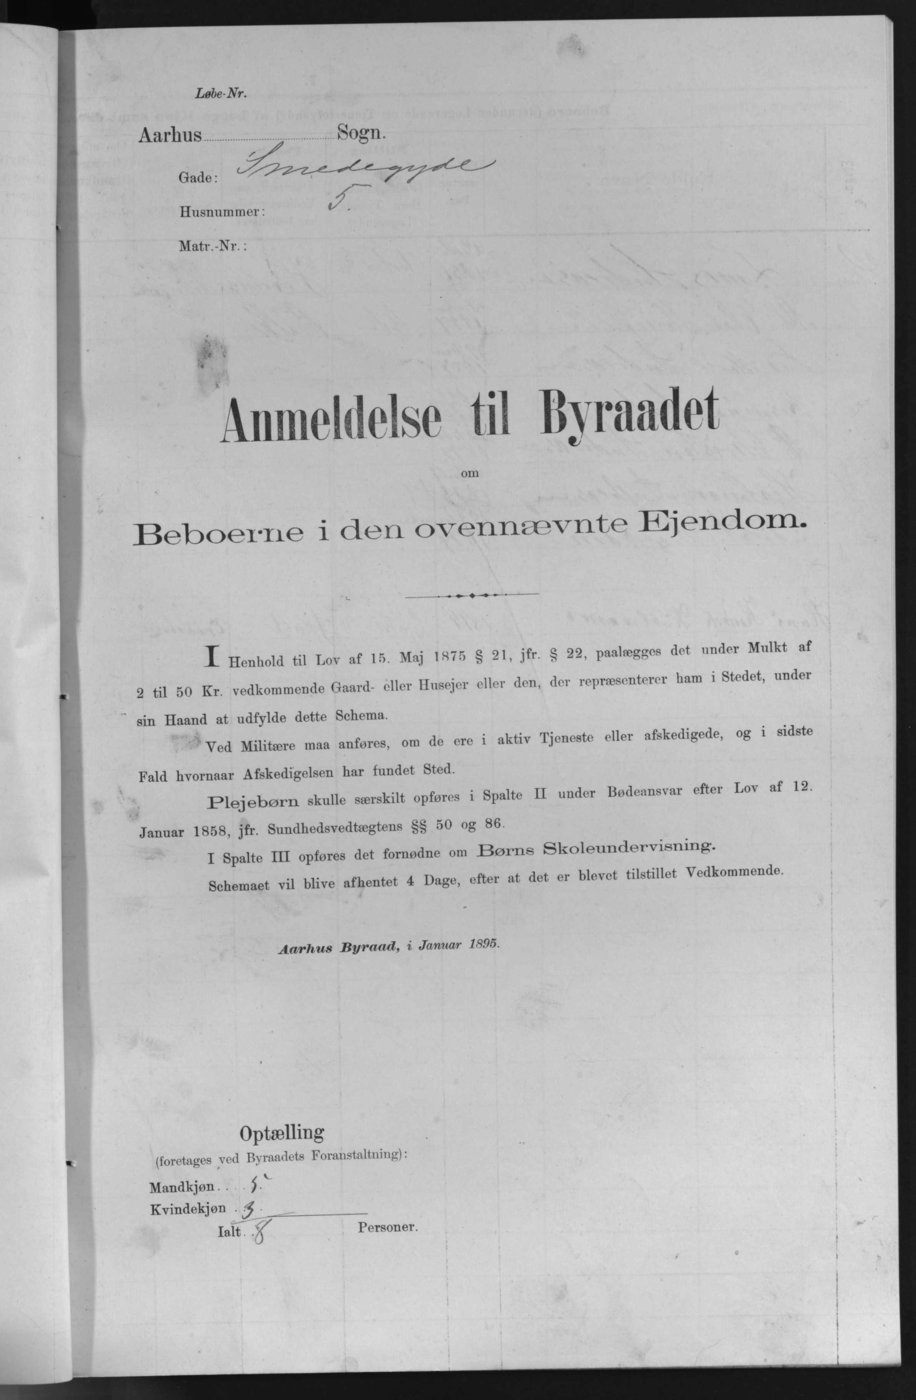 Løbe-Nr.
Aarhus Sogn.
Gade: Smedegyde
Husnummer: 5.
Matr.-Nr.:
Anmeldelse til Byraadet
om
Beboerne i den ovennævnte Ejendom.
I Henhold til Lov af 15. Maj 1875 § 21, jfr. § 22, paalægges det under Mulkt af
2 til 50 Kr. vedkommende Gaard- eller Husejer eller den, der repræsenterer ham i Stedet, under
sin Haand at udfylde dette Schema.
Ved Militære maa anføres, om de ere i aktiv Tjeneste eller afskedigede, og i sidste
Fald hvornaar Afskedigelsen har fundet Sted.
Plejebørn skulle særskilt opføres i Spalte II under Bødeansvar efter Lov af 12.
Januar 1858, jfr. Sundhedsvedtægtens §§ 50 og 86.
I Spalte III opføres det fornødne om Børns Skoleundervisning.
Schemaet vil blive afhentet 4 Dage, efter at det er blevet tilstillet Vedkommende.
Aarhus Byraad, i Januar 1895.
Optælling
(foretages ved Byraadets Foranstaltning):
Mandkjøn.... 5.
Kvindekjøn.. 3.
Ialt.. 8 Personer.